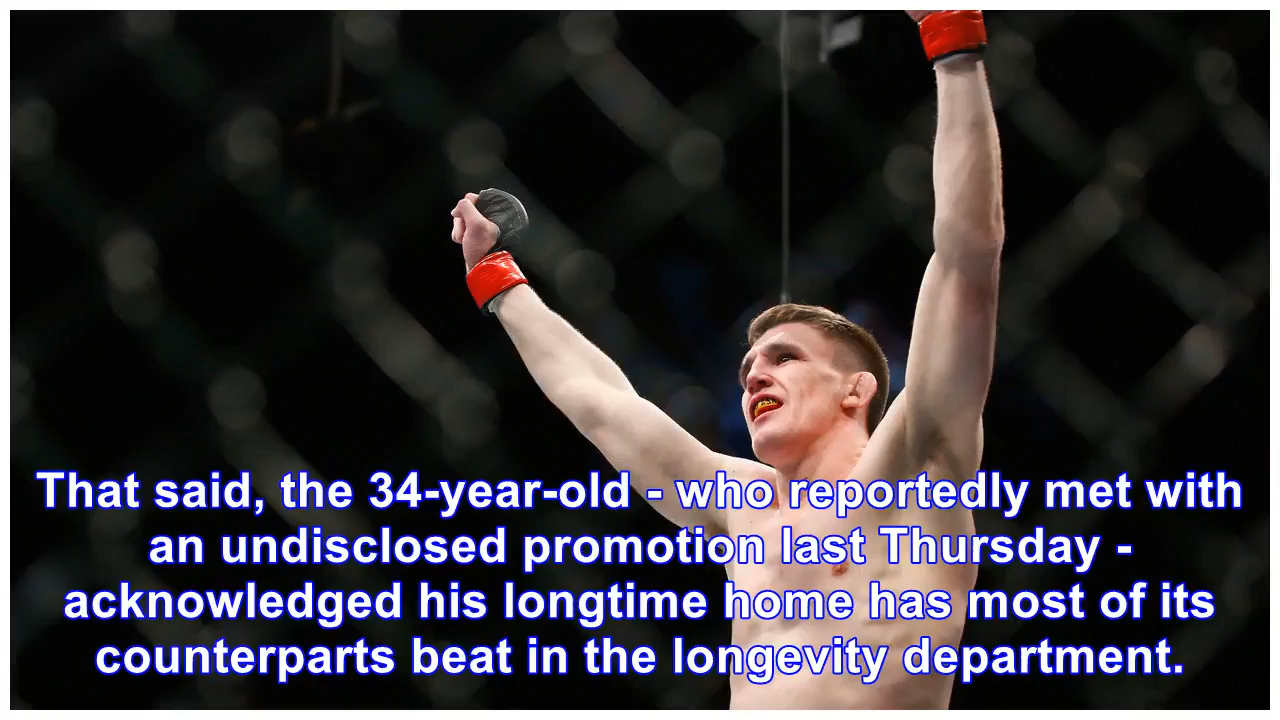 That said, the 34-year-old - who reportedly met with
an undisclosed promotion last Thursday -
acknowledged his longtime home has most of its
counterparts beat in the longevity department.